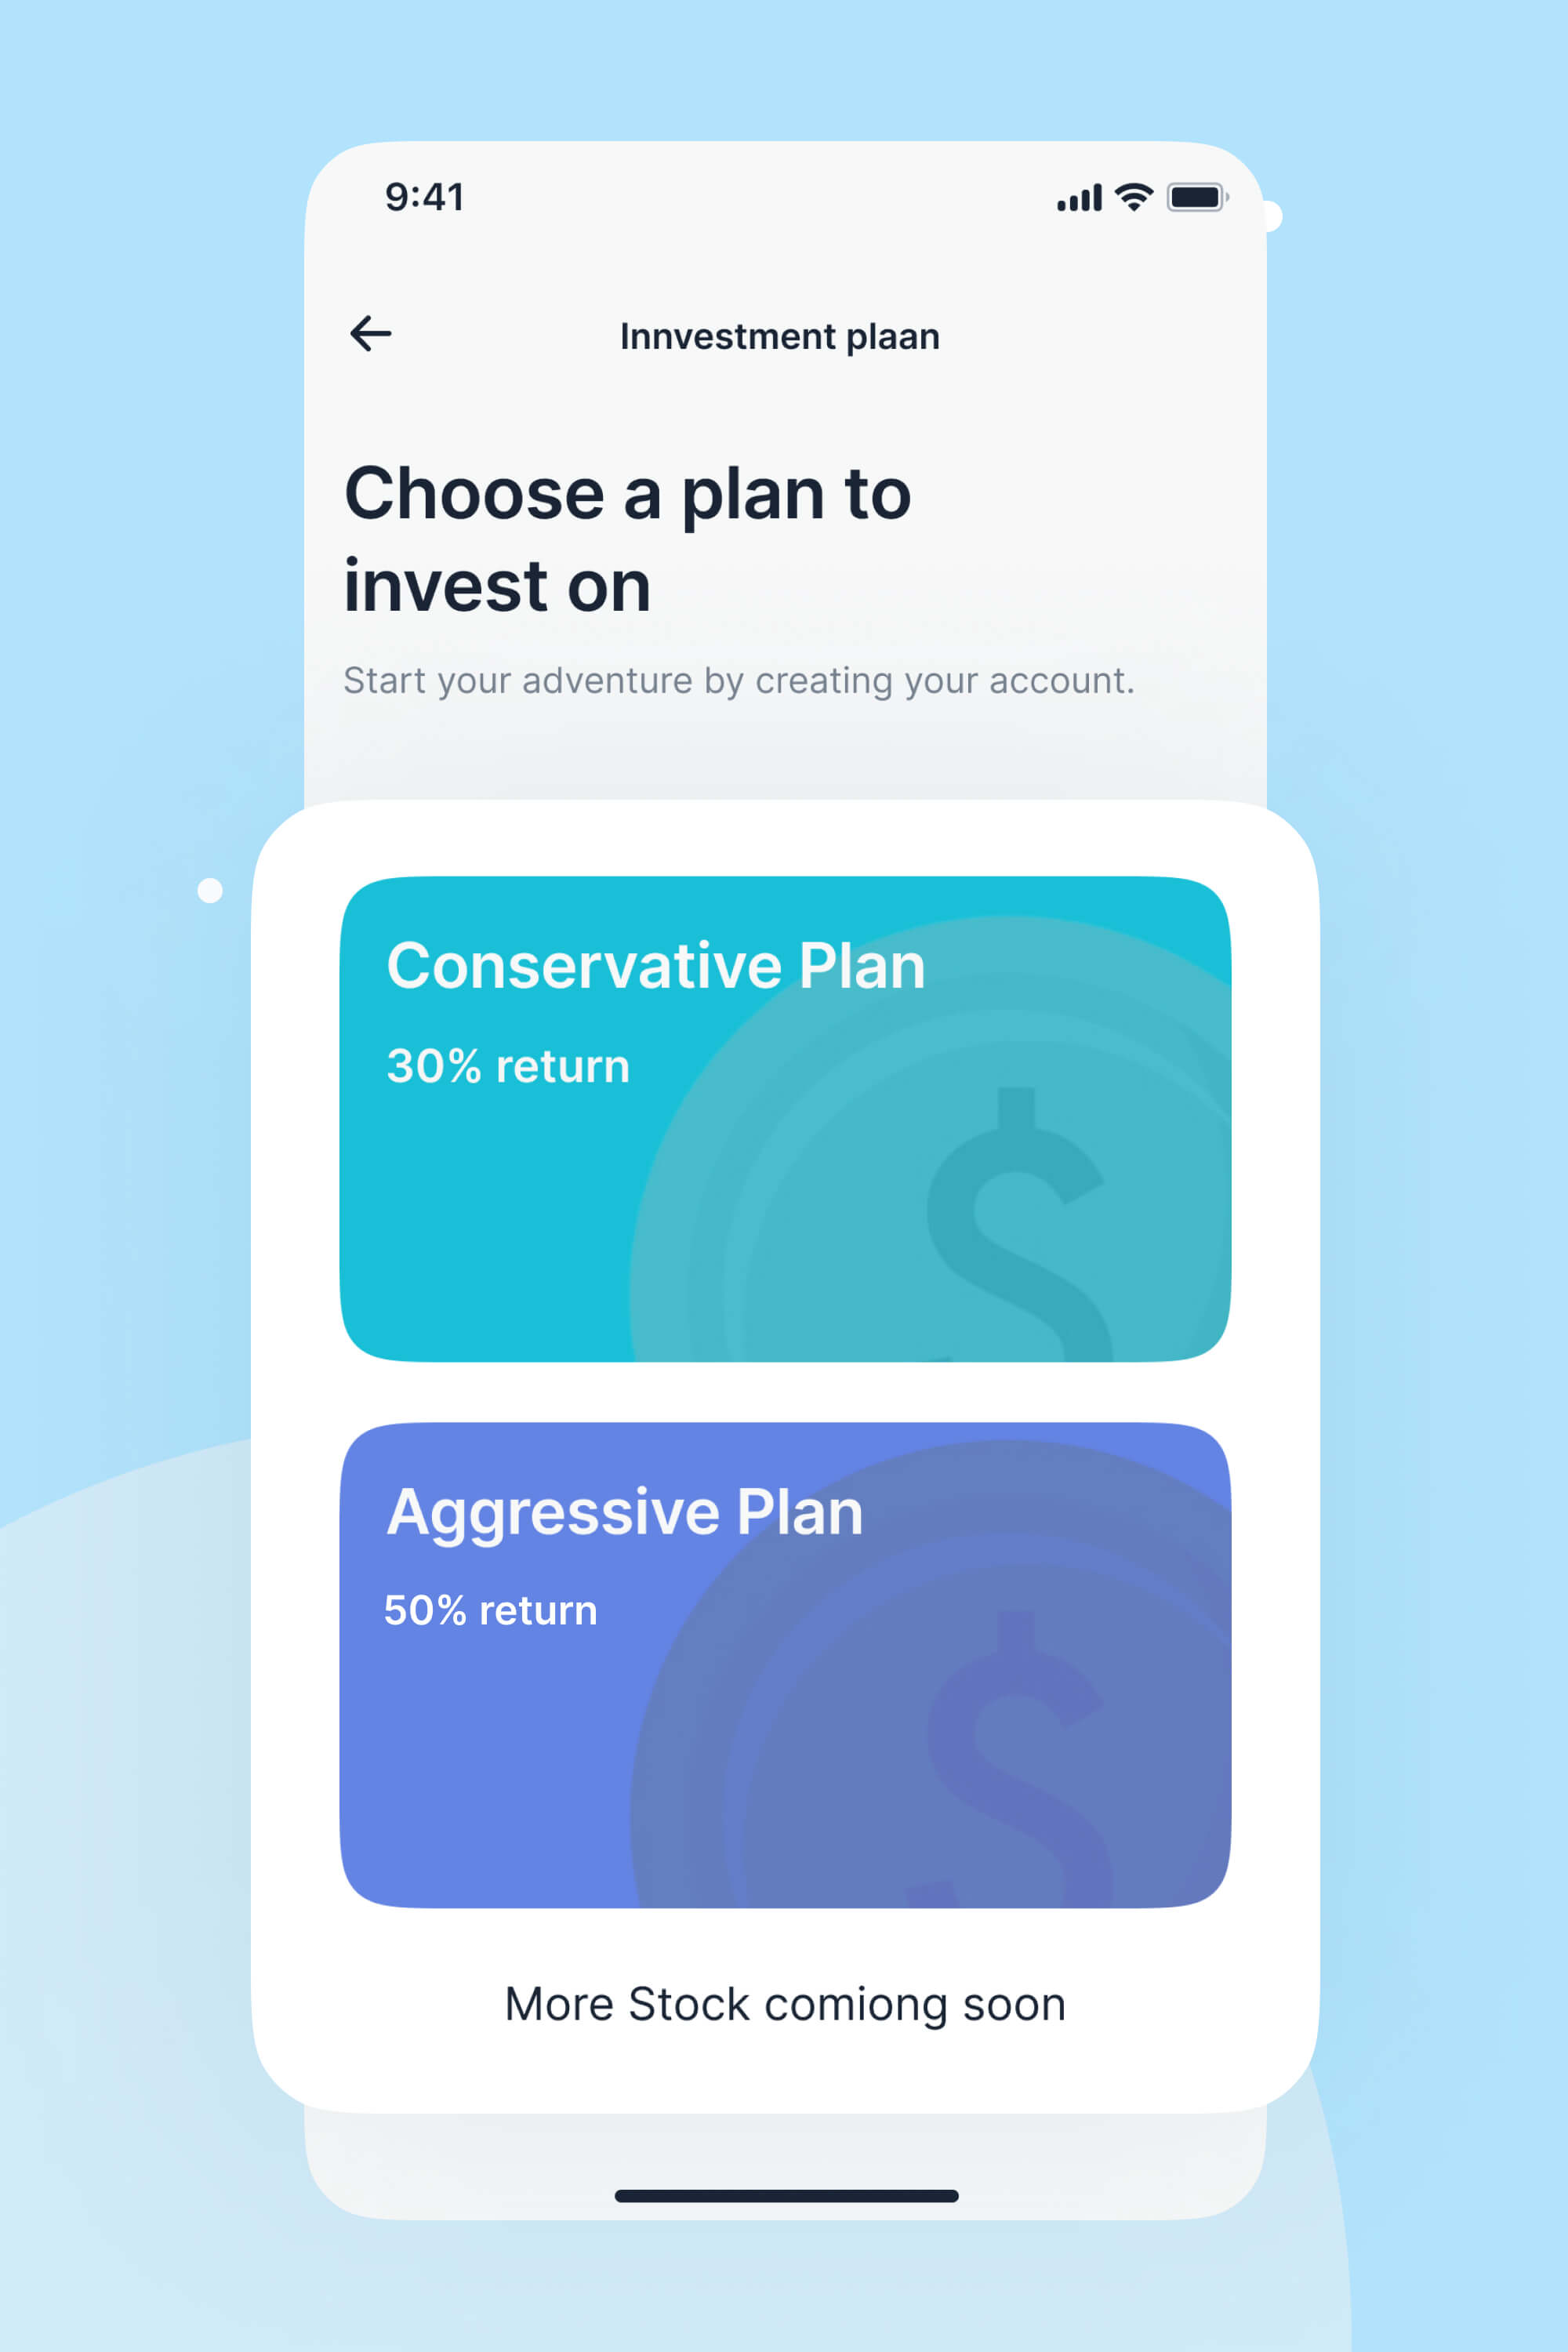 9:41
Innvestment plaan
Choose a plan to
invest on
Start your adventure by creating your account.
Conservative Plan
30% return
$
Aggressive Plan
50% return
$
More Stock comiong soon